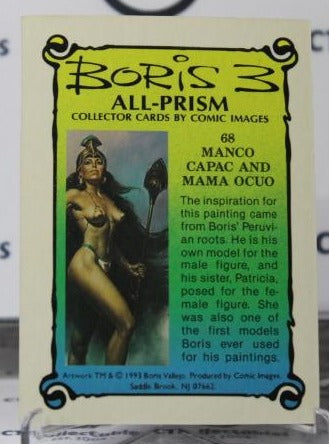 BORIS 3
ALL-PRISM
COLLECTOR CARDS BY COMIC IMAGES
68
MANCO
CAPAC AND
MAMA OCUO
The inspiration for
this painting came
from Boris' Peruvi-
an roots. He is his
own model for the
male figure, and
his sister, Patricia,
posed for the fe-
male figure. She
was also one of
the first models
Boris ever used
for his paintings.
Artwork TM & © 1993 Boris Vallejo. Produced by Comic Images,
Saddle Brook, NJ 07662.